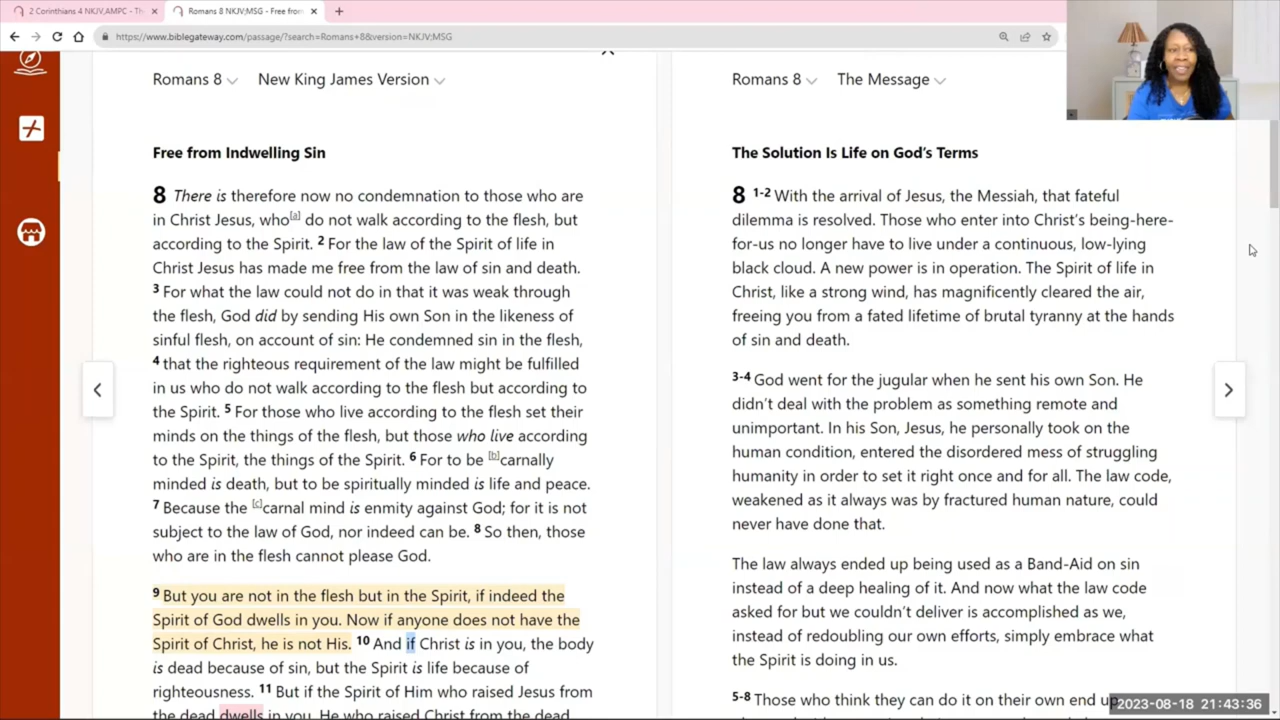 2 Corinthians 4 NKJV,AMPC - Th
Romans 8 NKJV;MSG - Free from
https://www.biblegateway.com/passage/?search=Romans+8&version=NKJV;MSG
Romans 8 New King James Version
Free from Indwelling Sin
8 There is therefore now no condemnation to those who are
in Christ Jesus, who[a] do not walk according to the flesh, but
according to the Spirit. 2 For the law of the Spirit of life in
Christ Jesus has made me free from the law of sin and death.
3 For what the law could not do in that it was weak through
the flesh, God did by sending His own Son in the likeness of
sinful flesh, on account of sin: He condemned sin in the flesh,
4 that the righteous requirement of the law might be fulfilled
in us who do not walk according to the flesh but according to
the Spirit. 5 For those who live according to the flesh set their
minds on the things of the flesh, but those who live according
to the Spirit, the things of the Spirit. 6 For to be [b]carnally
minded is death, but to be spiritually minded is life and peace.
7 Because the [c]carnal mind is enmity against God; for it is not
subject to the law of God, nor indeed can be. 8 So then, those
who are in the flesh cannot please God.
9 But you are not in the flesh but in the Spirit, if indeed the
Spirit of God dwells in you. Now if anyone does not have the
Spirit of Christ, he is not His. 10 And if Christ is in you, the body
is dead because of sin, but the Spirit is life because of
righteousness. 11 But if the Spirit of Him who raised Jesus from
the dead dwells in you, He who raised Christ from the dead
Romans 8 The Message
The Solution Is Life on God's Terms
8 1-2 With the arrival of Jesus, the Messiah, that fateful
dilemma is resolved. Those who enter into Christ's being-here-
for-us no longer have to live under a continuous, low-lying
black cloud. A new power is in operation. The Spirit of life in
Christ, like a strong wind, has magnificently cleared the air,
freeing you from a fated lifetime of brutal tyranny at the hands
of sin and death.
3-4 God went for the jugular when he sent his own Son. He
didn't deal with the problem as something remote and
unimportant. In his Son, Jesus, he personally took on the
human condition, entered the disordered mess of struggling
humanity in order to set it right once and for all. The law code,
weakened as it always was by fractured human nature, could
never have done that.
The law always ended up being used as a Band-Aid on sin
instead of a deep healing of it. And now what the law code
asked for but we couldn't deliver is accomplished as we,
instead of redoubling our own efforts, simply embrace what
the Spirit is doing in us.
5-8 Those who think they can do it on their own end up
2023-08-18 21:43:36